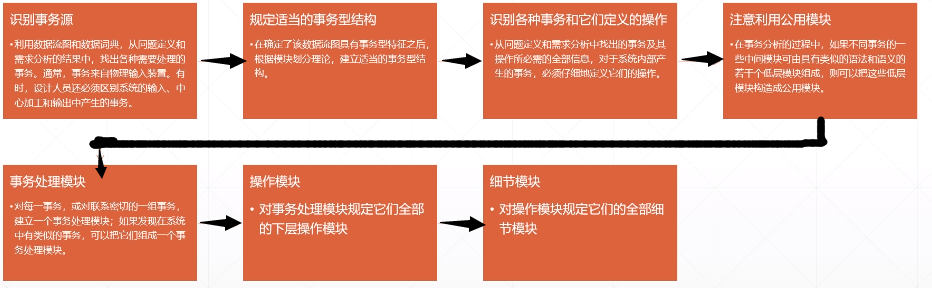 识别事务源
•利用数据流图和数据词典，从问题定义和
需求分析的结果中，找出各种需要处理的
事务。通常，事务来自物理输入装置。有
时，设计人员还必须区别系统的输入、中
心加工和输出中产生的事务。
规定适当的事务型结构
•在确定了该数据流图具有事务型特征之后，
根据模块划分理论，建立适当的事务型结
构。
识别各种事务和它们定义的操作
•从问题定义和需求分析中找出的事务及其
操作所必需的全部信息，对于系统内部产
生的事务，必须仔细地定义它们的操作。
注意利用公用模块
•在事务分析的过程中，如果不同事务的一
些中间模块可由具有类似的语法和语义的
若干个低层模块组成，则可以把这些低层
模块构造成公用模块。
事务处理模块
•对每一事务，或对联系密切的一组事务，
建立一个事务处理模块；如果发现在系统
中有类似的事务，可以把它们组成一个事
务处理模块。
操作模块
•对事务处理模块规定它们全部
的下层操作模块
细节模块
•对操作模块规定它们的全部细
节模块